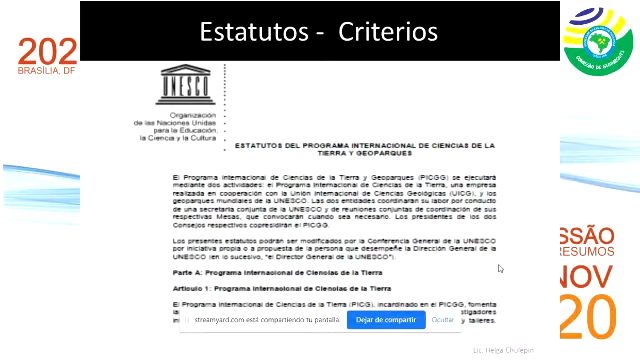 Estatutos - Criterios
202
BRASÍLIA, DF
COMISSÃO DE GEOPARQUES
UNESCO
Organización
de las Naciones Unidas
para la Educación,
la Ciencia y la Cultura
ESTATUTOS DEL PROGRAMA INTERNACIONAL DE CIENCIAS DE LA
TIERRA Y GEOPARQUES
El Programa Internacional de Ciencias de la Tierra y Geoparques (PICGG) se ejecutará
mediante dos actividades: el Programa Internacional de Ciencias de la Tierra, una empresa
realizada en cooperación con la Unión Internacional de Ciencias Geológicas (UICG), y los
geoparques mundiales de la UNESCO. Las dos entidades coordinarán su labor por conducto
de una secretaría conjunta de la UNESCO y de reuniones conjuntas de coordinación de sus
respectivas Mesas, que convocarán cuando sea necesario. Los presidentes de los dos
Consejos respectivos copresidirán el PICGG.
Los presentes estatutos podrán ser modificados por la Conferencia General de la UNESCO
por iniciativa propia o a propuesta de la persona que desempeñe la Dirección General de la
UNESCO (en lo sucesivo, "el Director General de la UNESCO").
Parte A: Programa Internacional de Ciencias de la Tierra
Artículo 1: Programa Internacional de Ciencias de la Tierra
El Programa Internacional de Ciencias de la Tierra (PICG), incardinado en el PICGG, fomenta
la
stigadores
y talleres.
streamyard.com está compartiendo tu pantalla.
Dejar de compartir
Ocultar
SSÃO
RESUMOS
NOV
20
Lic. Helga Chulepin